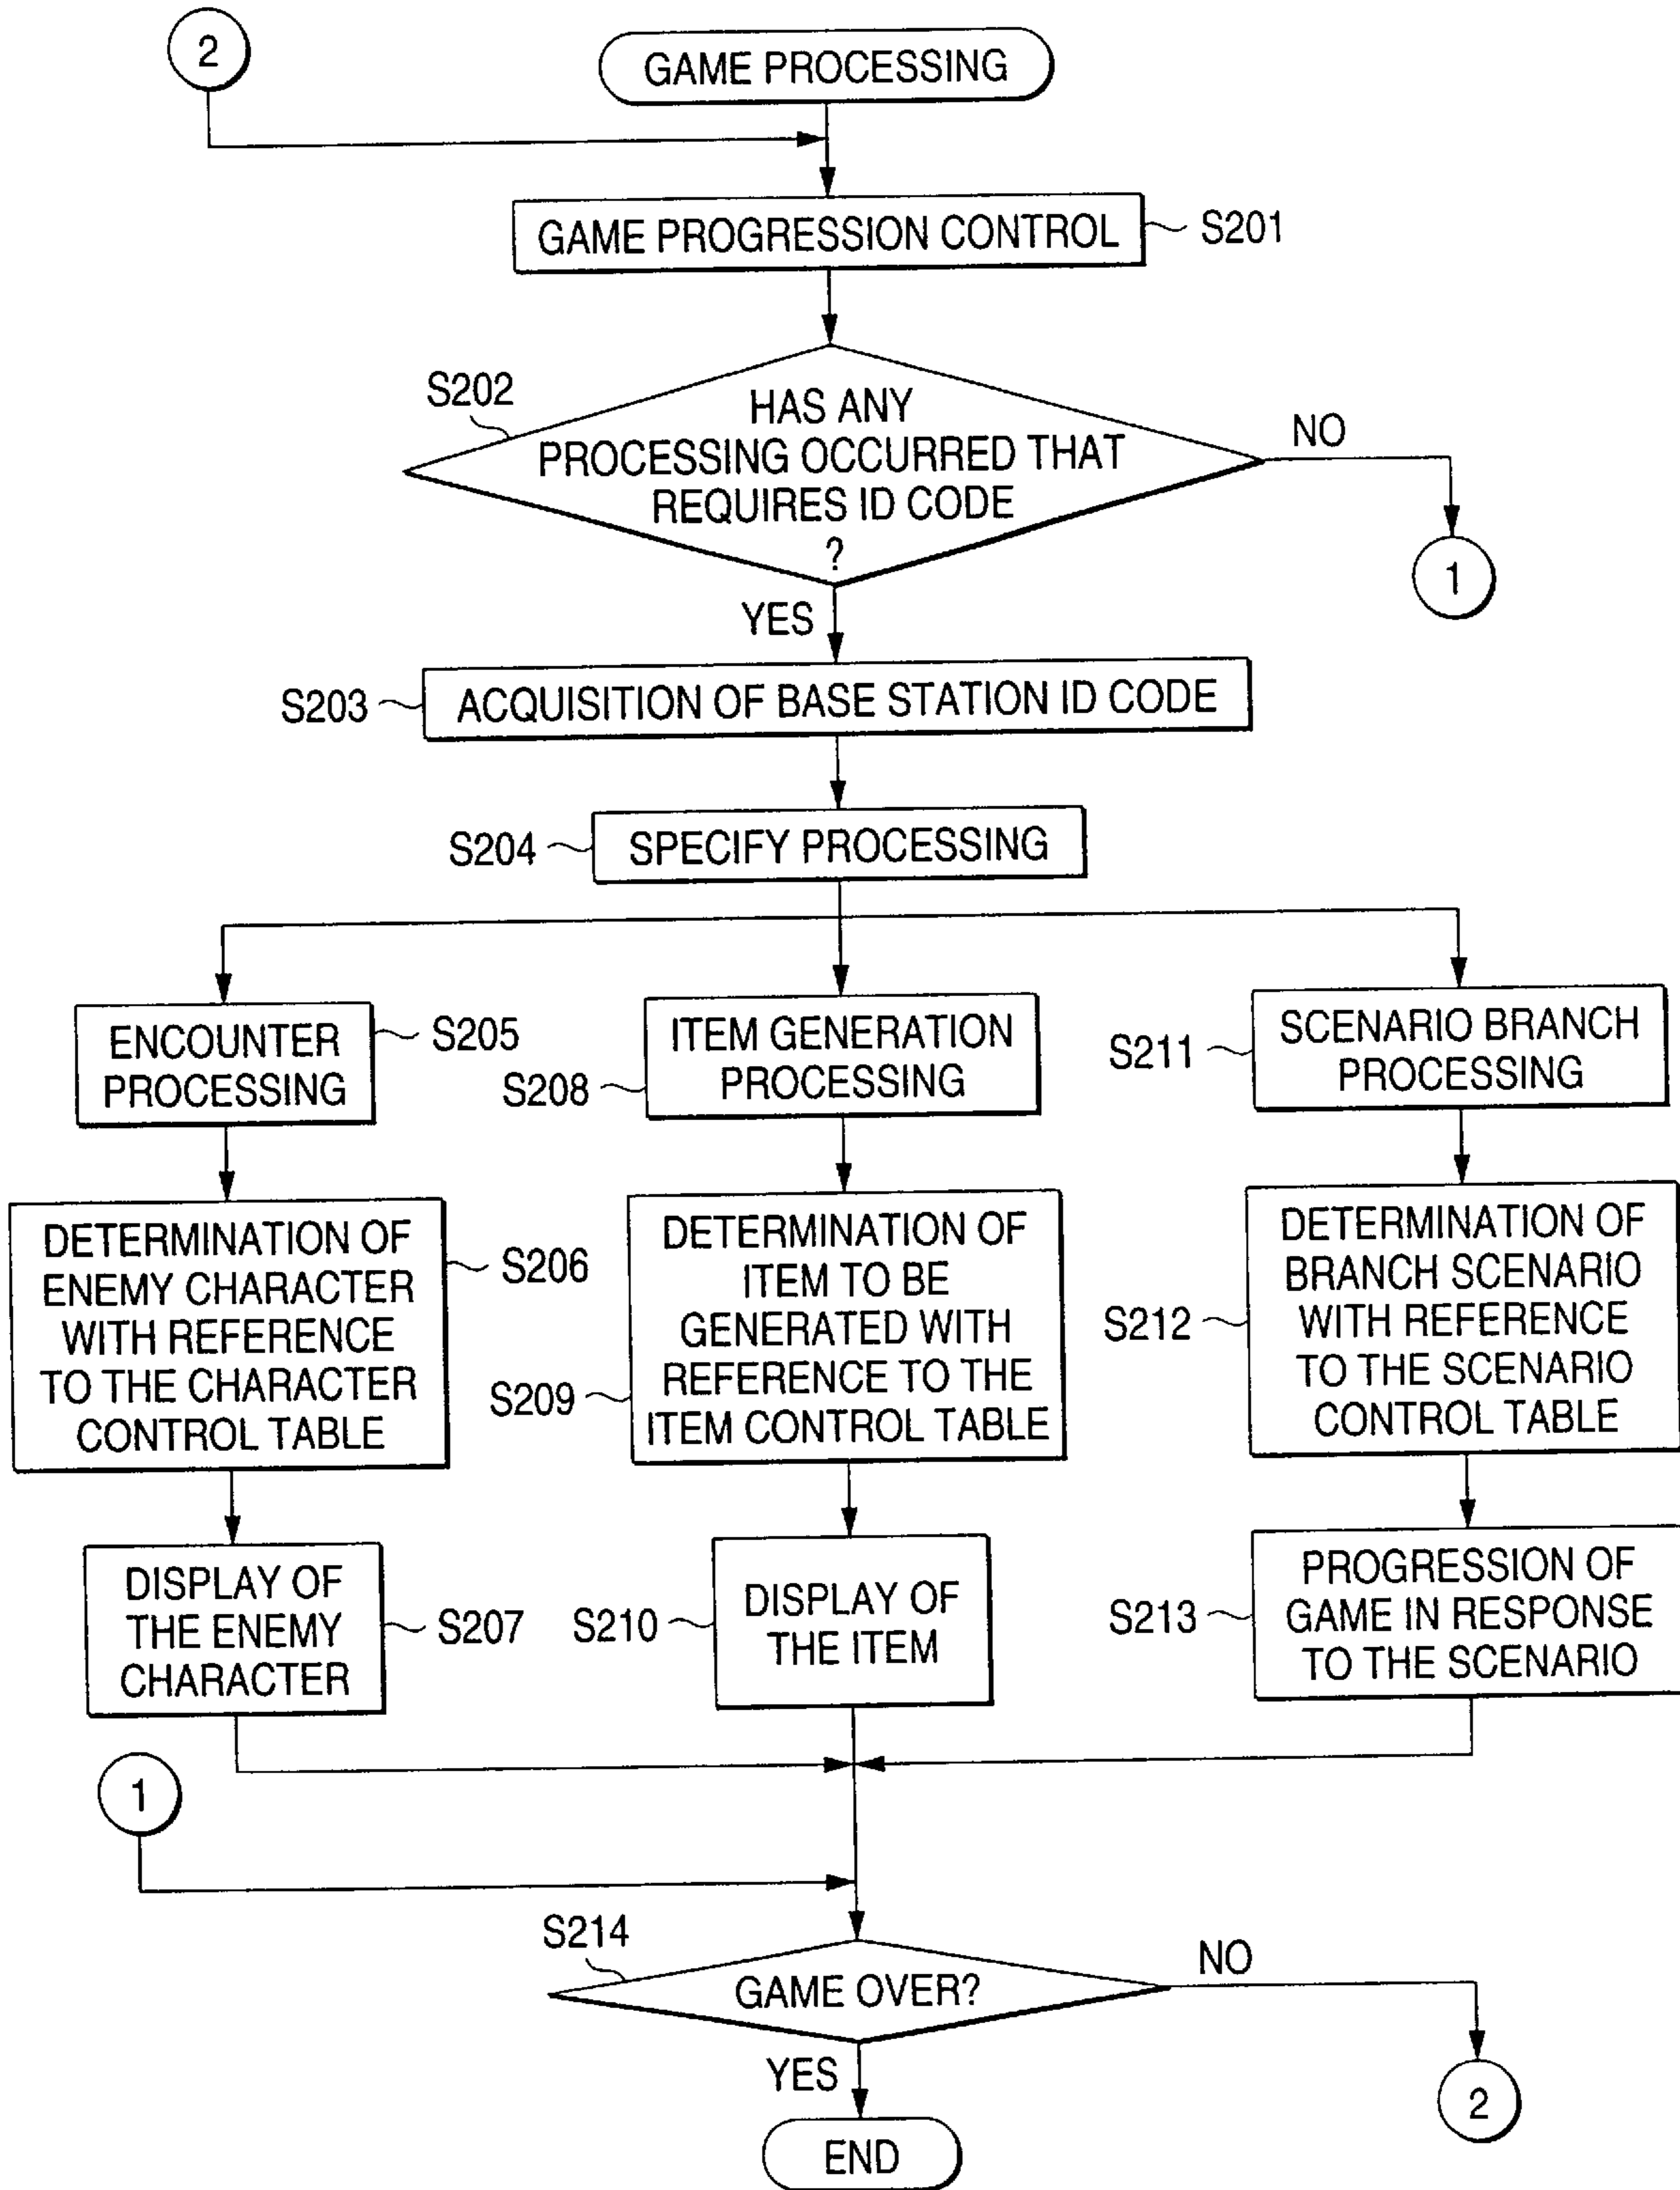 2
GAME PROCESSING
GAME PROGRESSION CONTROL
S201
S202
HAS ANY
PROCESSING OCCURRED THAT
REQUIRES ID CODE
?
NO
1
YES
S203
ACQUISITION OF BASE STATION ID CODE
S204
SPECIFY PROCESSING
ENCOUNTER
PROCESSING
S205
ITEM GENERATION
PROCESSING
S208
SCENARIO BRANCH
PROCESSING
S211
DETERMINATION OF
ENEMY CHARACTER
WITH REFERENCE
TO THE CHARACTER
CONTROL TABLE
S206
DETERMINATION OF
ITEM TO BE
GENERATED WITH
REFERENCE TO THE
ITEM CONTROL TABLE
S209
DETERMINATION OF
BRANCH SCENARIO
WITH REFERENCE
TO THE SCENARIO
CONTROL TABLE
S212
DISPLAY OF
THE ENEMY
CHARACTER
S207
DISPLAY OF
THE ITEM
S210
PROGRESSION OF
GAME IN RESPONSE
TO THE SCENARIO
S213
1
S214
GAME OVER?
NO
2
YES
END